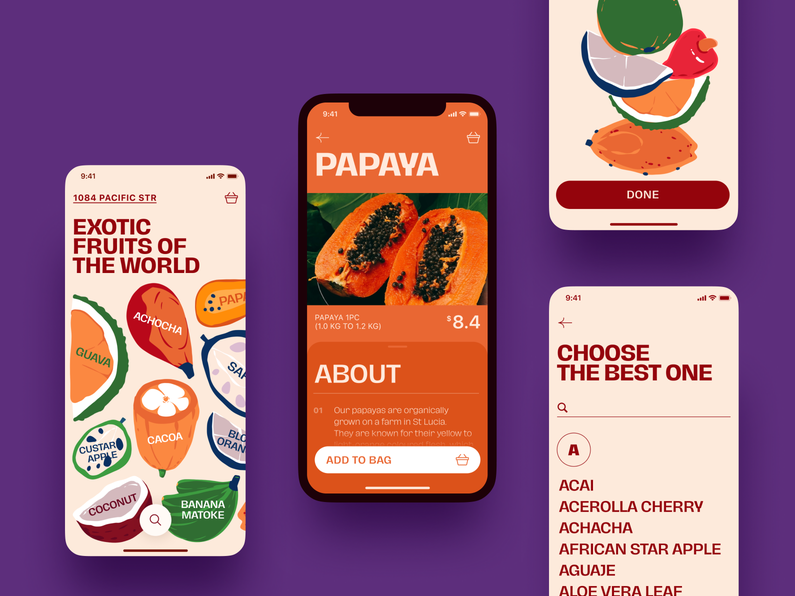 9:41
1084 PACIFIC STR
EXOTIC
FRUITS OF
THE WORLD
PAPA
ACHOCHA
GUAVA
CACOA
CUSTARD
APPLE
COCONUT
BANANA
MATOKE
9:41
PAPAYA
PAPAYA 1PC
(1.0 KG TO 1.2 KG)
$8.4
ABOUT
01
Our papayas are organically
grown on a farm in St Lucia.
They are known for their yellow to
ADD TO BAG
DONE
9:41
CHOOSE
THE BEST ONE
A
ACAI
ACEROLLA CHERRY
ACHACHA
AFRICAN STAR APPLE
AGUAJE
ALOE VERA LEAF